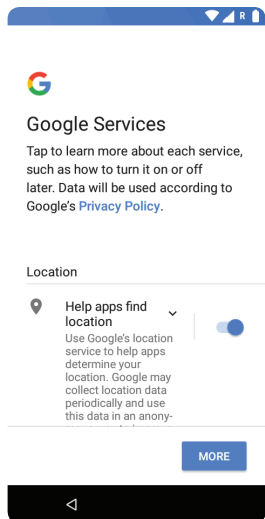 R
Google Services
Tap to learn more about each service,
such as how to turn it on or off
later. Data will be used according to
Google's Privacy Policy.
Location
Help apps find
location
Use Google's location
service to help apps
determine your
location. Google may
collect location data
periodically and use
this data in an anony-
MORE